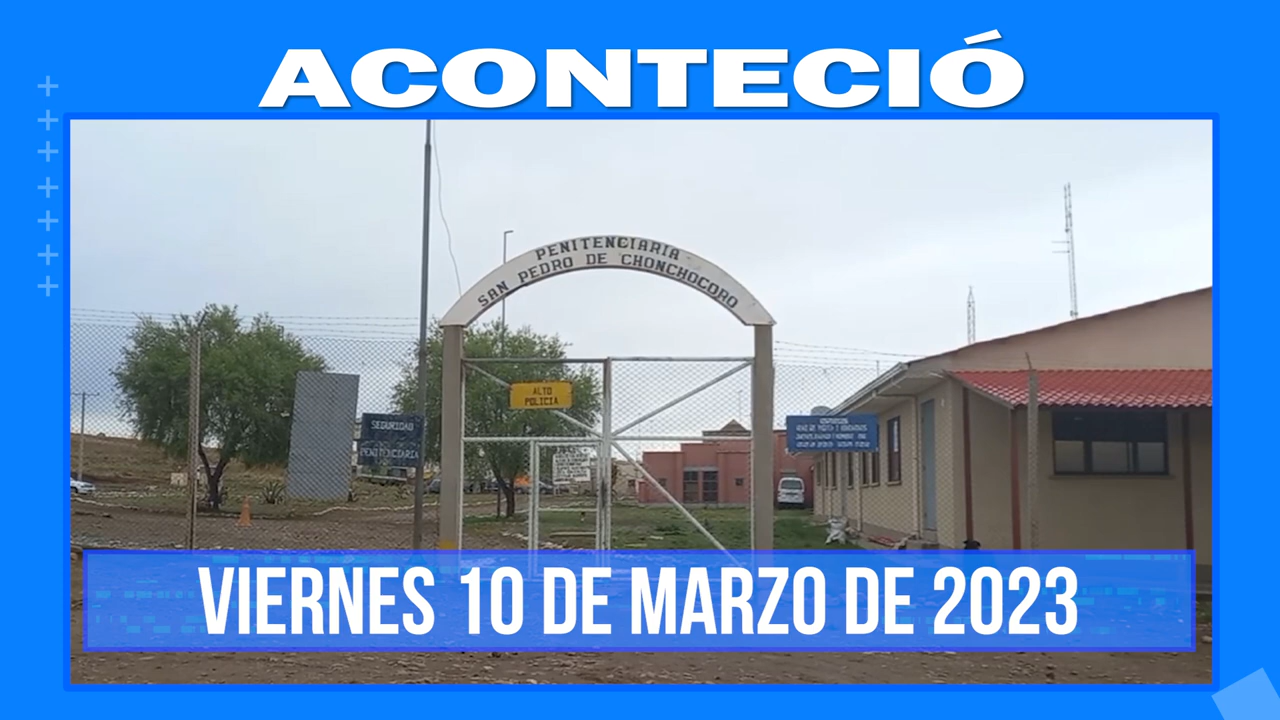 ACONTECIÓ
PENITENCIARIA
SAN PEDRO DE CHONCHOCORO
ALTO
POLICIA
SEGURIDAD
PENITENCIARIA
VIERNES 10 DE MARZO DE 2023